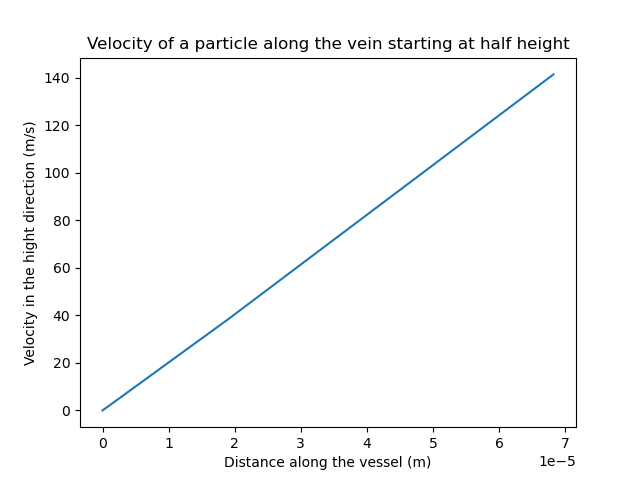 Velocity of a particle along the vein starting at half height
140
120
100
80
60
40
20
0
Velocity in the hight direction (m/s)
0 1 2 3 4 5 6 7
1e−5
Distance along the vessel (m)